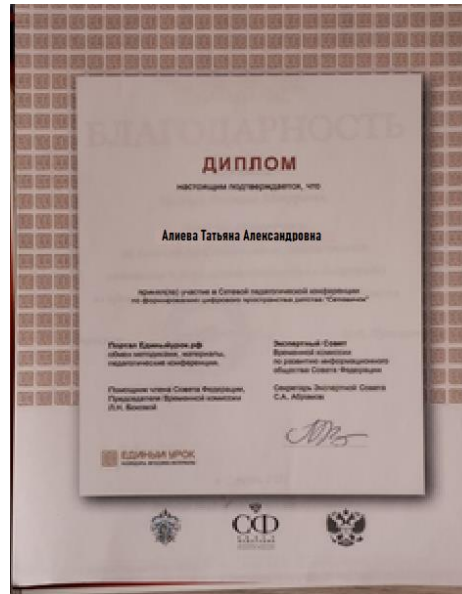 БЛАГОДАРНОСТЬ
ДИПЛОМ
настоящим подтверждается, что
Алиева Татьяна Александровна
принял(а) участие в Сетевой педагогической конференции
по формированию цифрового пространства детства "Сетевичок"
Портал Единыйурок.рф
обмен методиками, материалы,
педагогические конференции.
Помощник члена Совета Федерации,
Председателя Временной комиссии
Л.Н. Боковой
Экспертный Совет
Временной комиссии
по развитию информационного
общества Совета Федерации
Секретарь Экспертного Совета
С.А. Абрамов
ЕДИНЫЙ УРОК
СФ
СОВЕТ